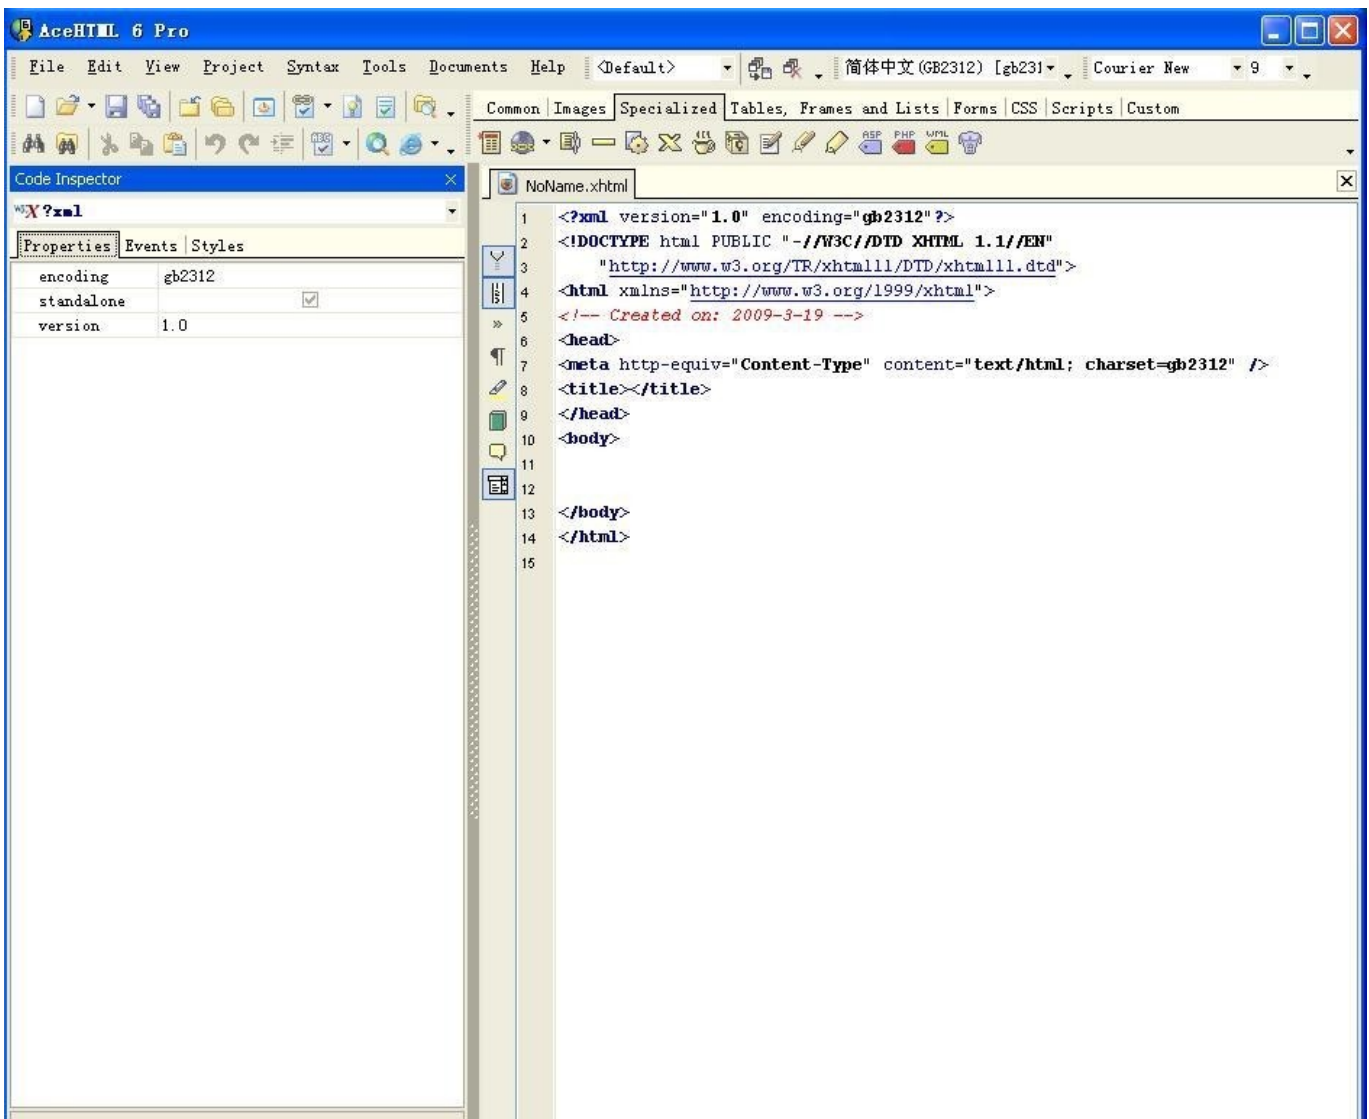 AceHTML 6 Pro
File Edit View Project Syntax Tools Documents Help <Default> 简体中文(GB2312) [gb231 Courier New 9
Common Images Specialized Tables, Frames and Lists Forms CSS Scripts Custom
ASP PHP WML
Code Inspector
NoName.xhtml
?xml
Properties Events Styles
encoding gb2312
standalone
version 1.0
1 <?xml version="1.0" encoding="gb2312"?>
2 <!DOCTYPE html PUBLIC "-//W3C//DTD XHTML 1.1//EN"
3 "http://www.w3.org/TR/xhtml11/DTD/xhtml11.dtd">
4 <html xmlns="http://www.w3.org/1999/xhtml">
5 <!-- Created on: 2009-3-19 -->
6 <head>
7 <meta http-equiv="Content-Type" content="text/html; charset=gb2312" />
8 <title></title>
9 </head>
10 <body>
11
12
13 </body>
14 </html>
15